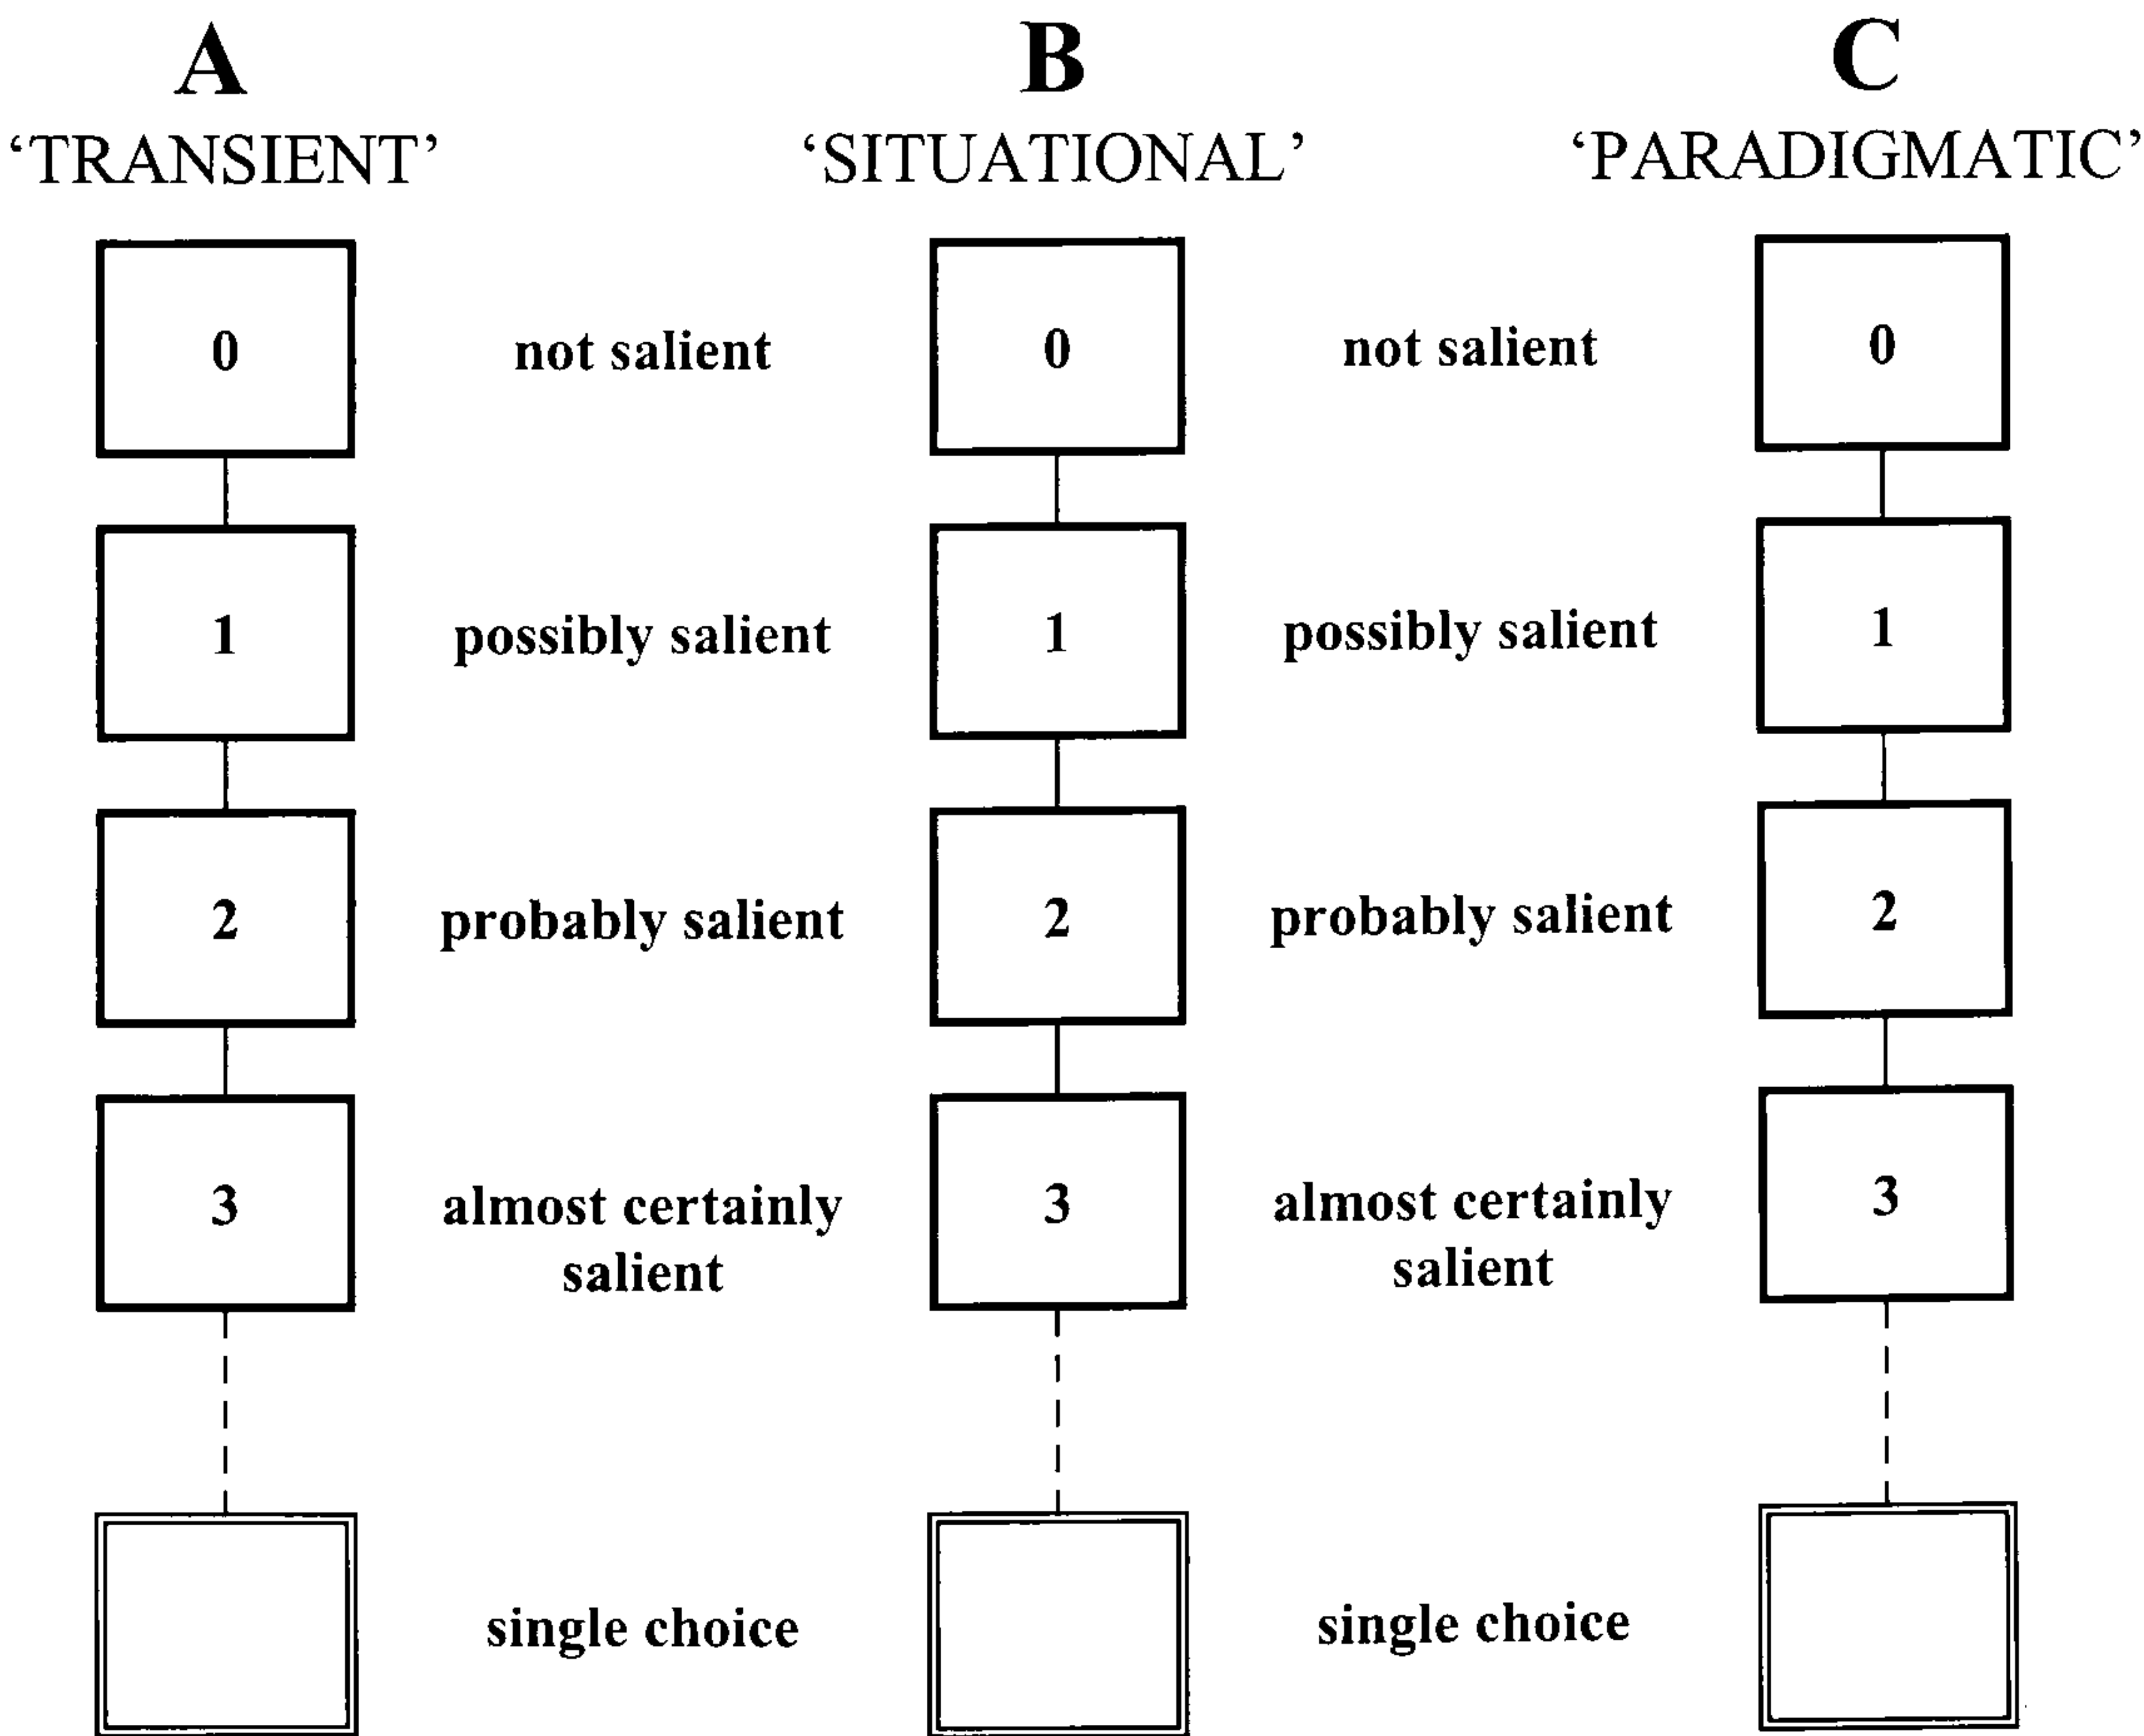 A B C
‘TRANSIENT’ ‘SITUATIONAL’ ‘PARADIGMATIC’
0 not salient 0 not salient 0
1 possibly salient 1 possibly salient 1
2 probably salient 2 probably salient 2
3 almost certainly 3 almost certainly 3
salient salient
single choice single choice